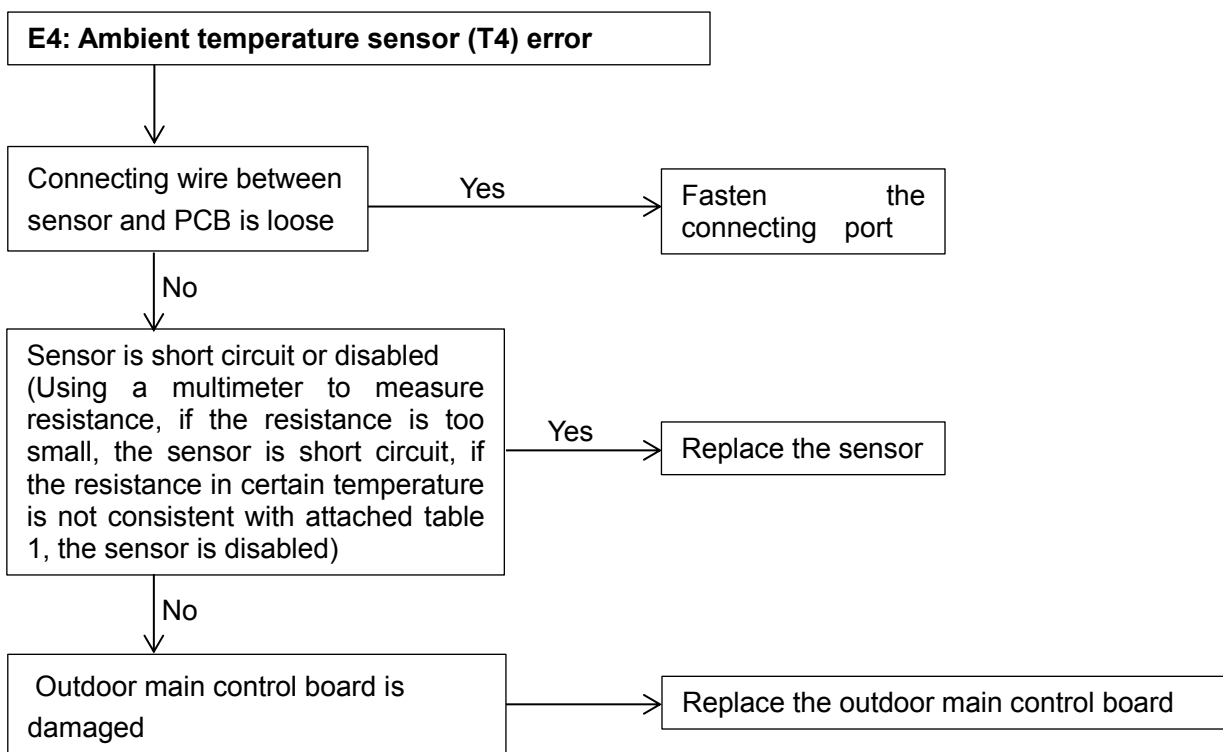 E4: Ambient temperature sensor (T4) error
Connecting wire between
sensor and PCB is loose
Yes
Fasten the
connecting port
No
Sensor is short circuit or disabled
(Using a multimeter to measure
resistance, if the resistance is too
small, the sensor is short circuit, if
the resistance in certain temperature
is not consistent with attached table
1, the sensor is disabled)
Yes
Replace the sensor
No
Outdoor main control board is
damaged
Replace the outdoor main control board